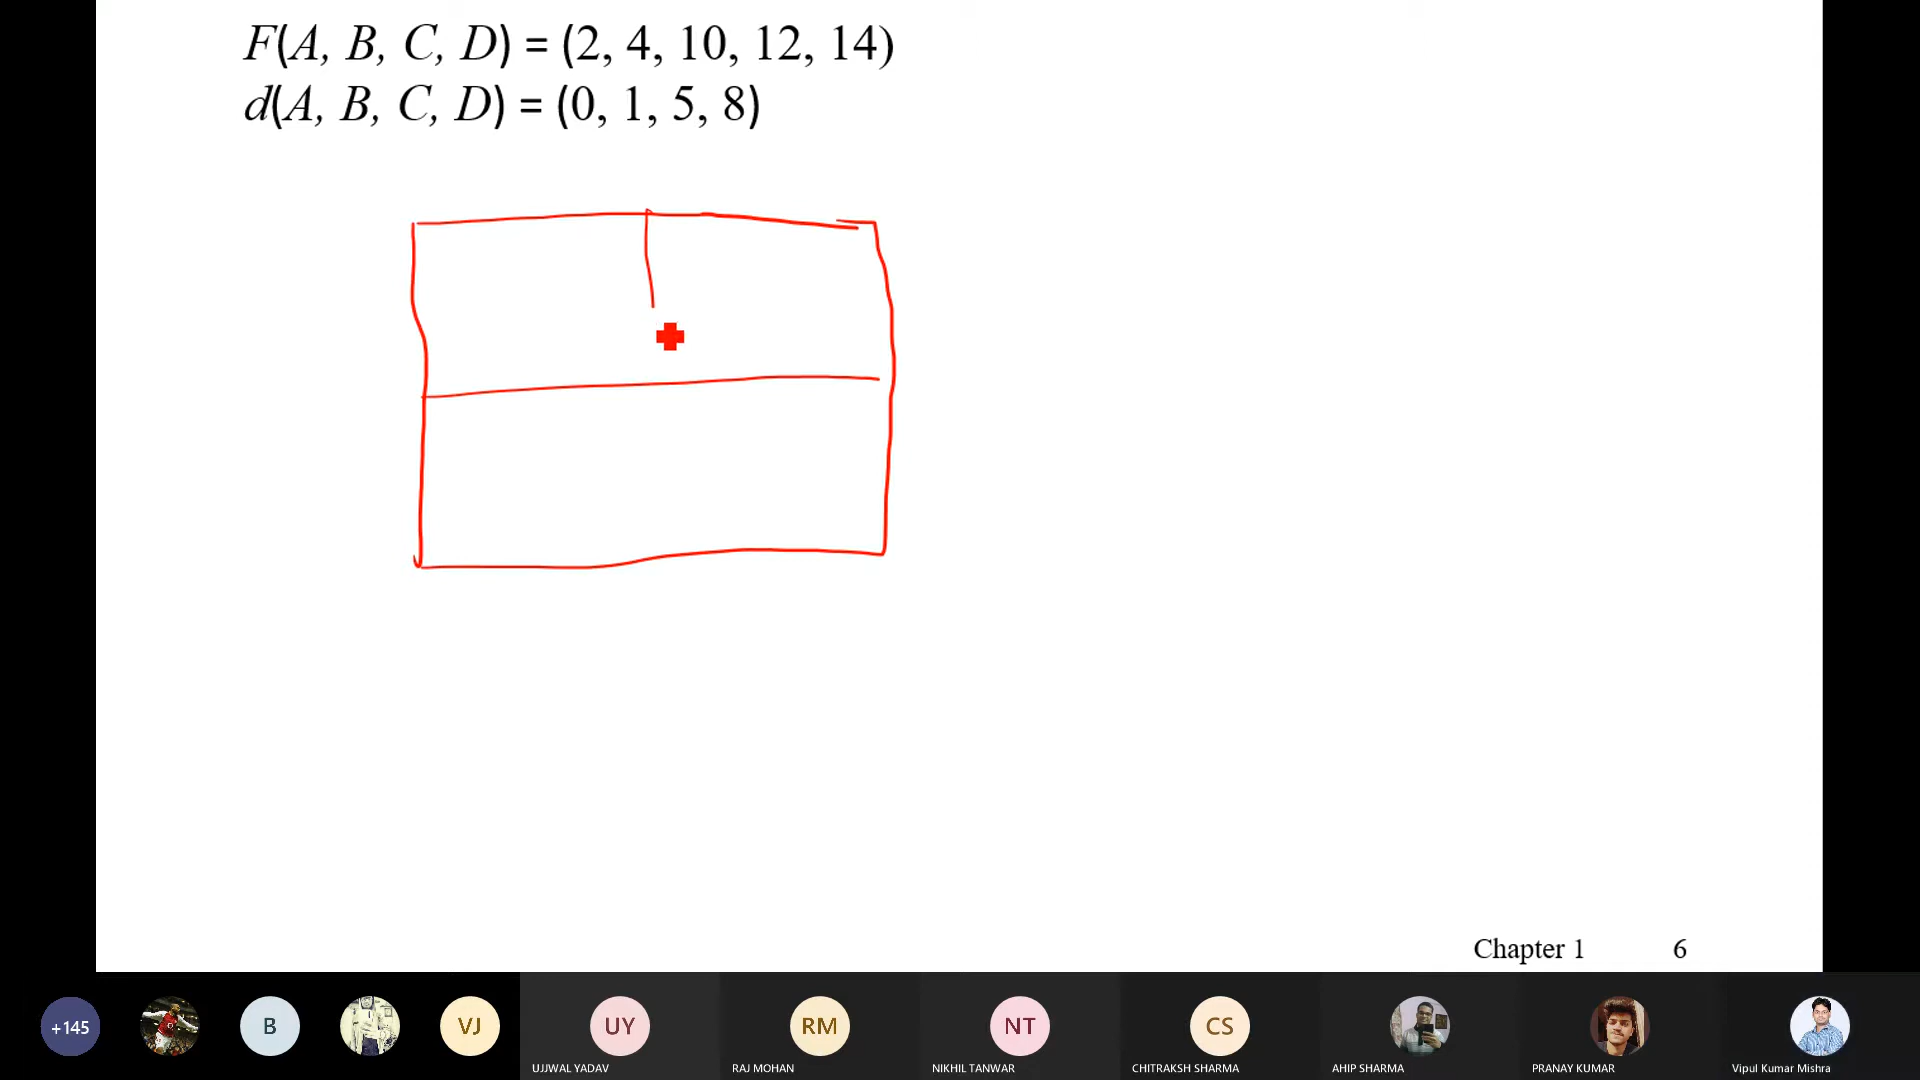 F(A, B, C, D) = (2, 4, 10, 12, 14)
d(A, B, C, D) = (0, 1, 5, 8)
Chapter 1 6
+145 B VJ UY RM NT CS
UJJWAL YADAV RAJ MOHAN NIKHIL TANWAR CHITRAKSH SHARMA AHIP SHARMA PRANAY KUMAR Vipul Kumar Mishra